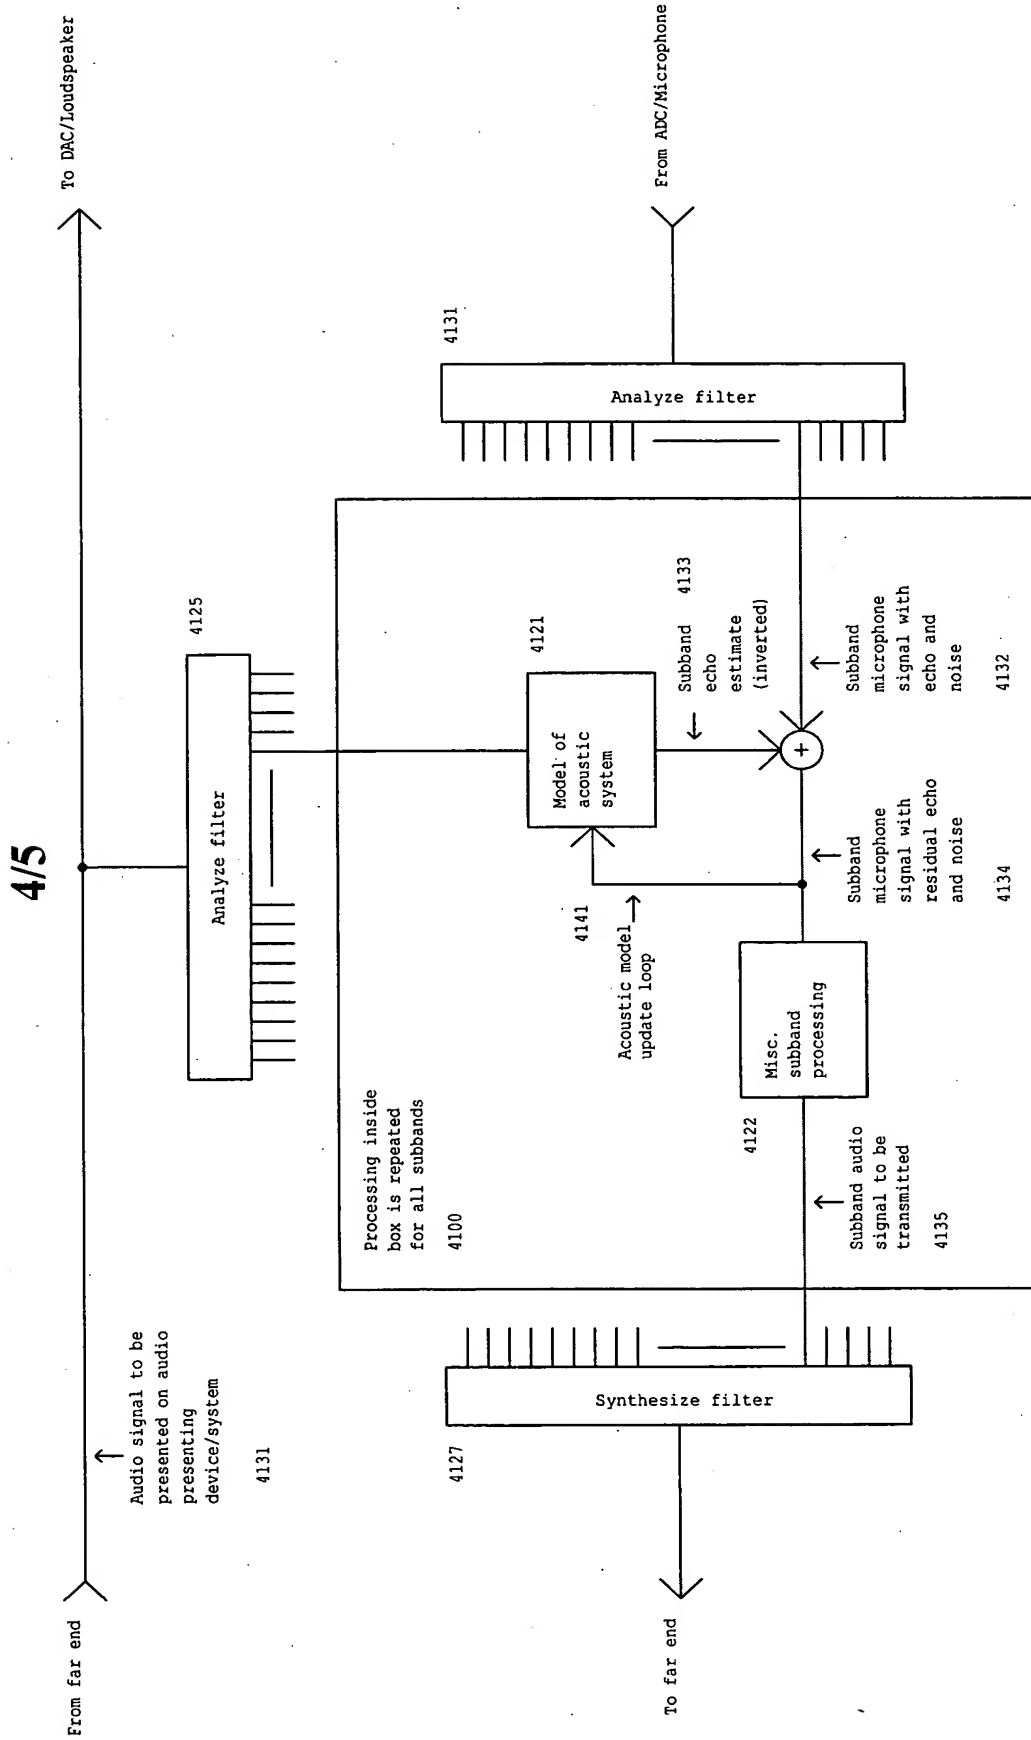 4/5
From far end
To DAC/Loudspeaker
Audio signal to be
presented on audio
presenting
device/system
4131
Analyze filter
4125
Processing inside
box is repeated
for all subbands
4100
Model of
acoustic
system
4121
Subband
echo
estimate
(inverted)
4133
4141
Acoustic model
update loop
Analyze filter
4131
From ADC/Microphone
+
Subband
microphone
signal with
echo and
noise
4132
Subband
microphone
signal with
residual echo
and noise
4134
Misc.
subband
processing
4122
Subband audio
signal to be
transmitted
4135
Synthesize filter
4127
To far end